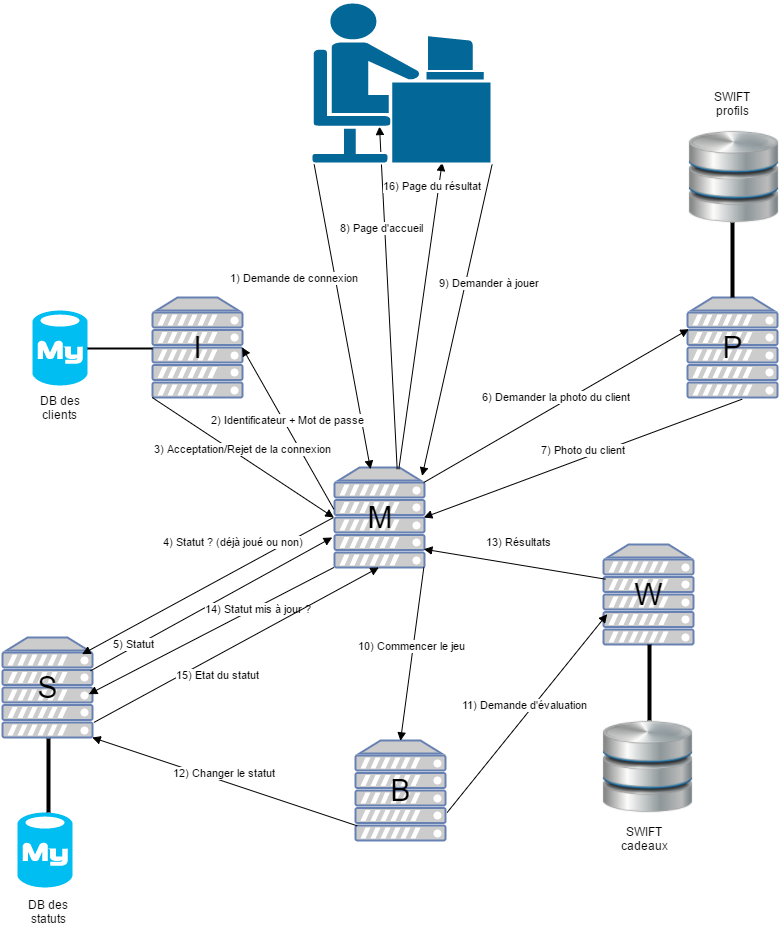 SWIFT
profils
16) Page du résultat
8) Page d'accueil
1) Demande de connexion
9) Demander à jouer
I
My
P
DB des
clients
6) Demander la photo du client
2) Identificateur + Mot de passe
3) Acceptation/Rejet de la connexion
7) Photo du client
M
4) Statut ? (déjà joué ou non)
13) Résultats
W
14) Statut mis à jour ?
5) Statut
10) Commencer le jeu
S
15) Etat du statut
11) Demande d'évaluation
12) Changer le statut
B
SWIFT
cadeaux
My
DB des
statuts